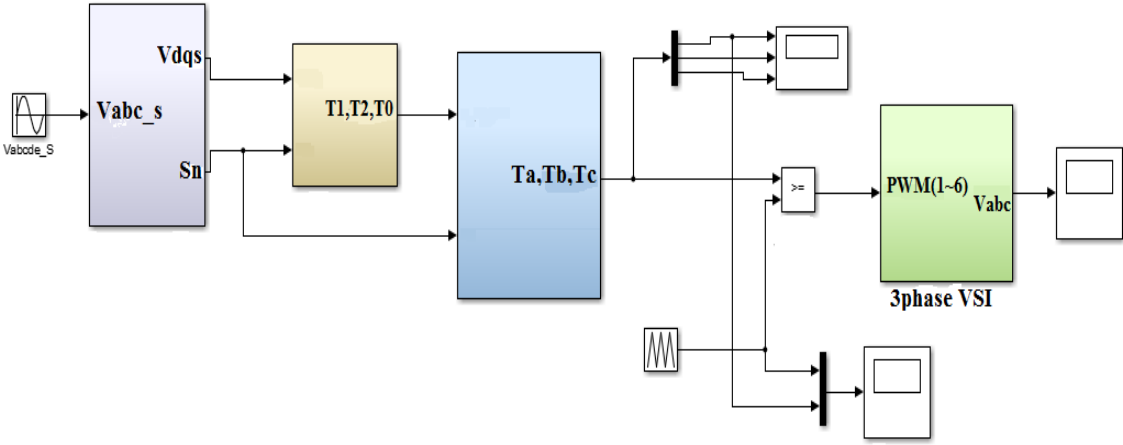 Vdqs
Vabc_s
Sn
Vabcde_S
T1,T2,T0
Ta,Tb,Tc
>=
PWM(1~6)
Vabc
3phase VSI